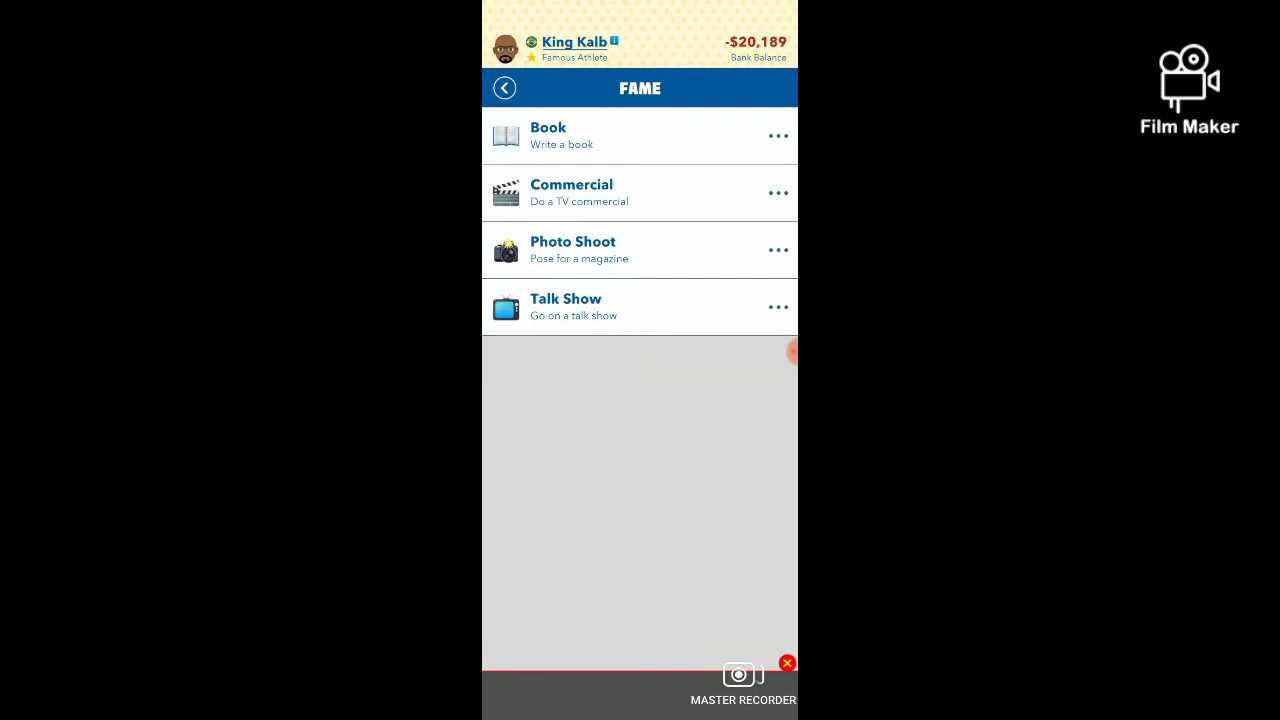 King Kalb
Famous Athlete
-$20,189
Bank Balance
FAME
Book
Write a book
Commercial
Do a TV commercial
Photo Shoot
Pose for a magazine
Talk Show
Go on a talk show
MASTER RECORDER
Film Maker